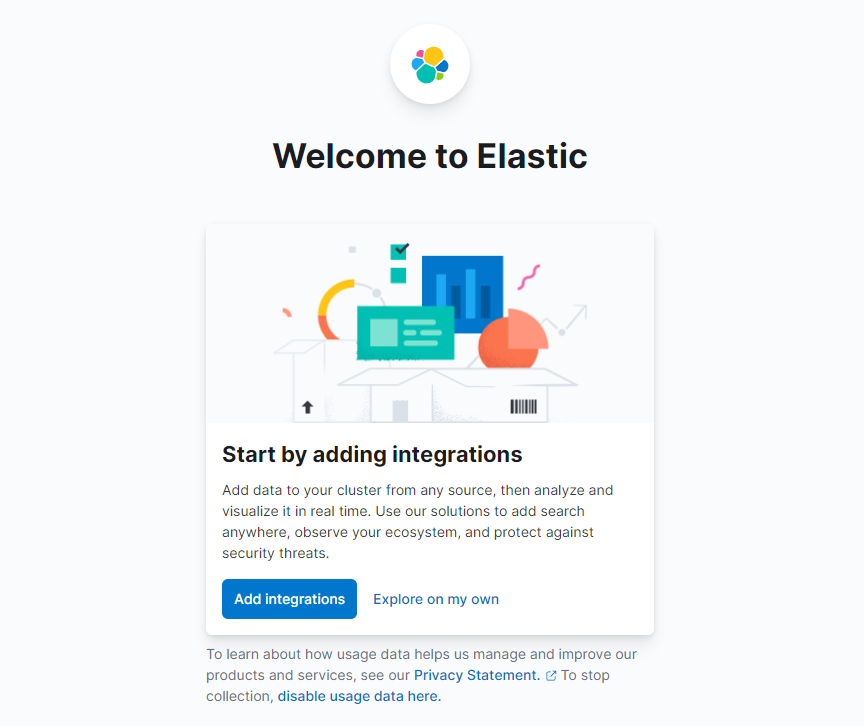 Welcome to Elastic
Start by adding integrations
Add data to your cluster from any source, then analyze and
visualize it in real time. Use our solutions to add search
anywhere, observe your ecosystem, and protect against
security threats.
Add integrations
Explore on my own
To learn about how usage data helps us manage and improve our
products and services, see our Privacy Statement. To stop
collection, disable usage data here.